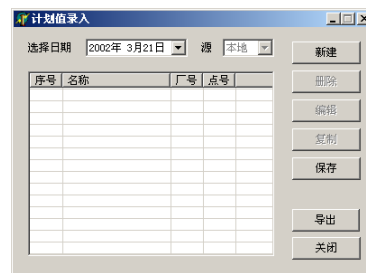 计划值录入
选择日期 2002年 3月21日 源 本地
新建
序号 名称 厂号 点号
删除
编辑
复制
保存
导出
关闭